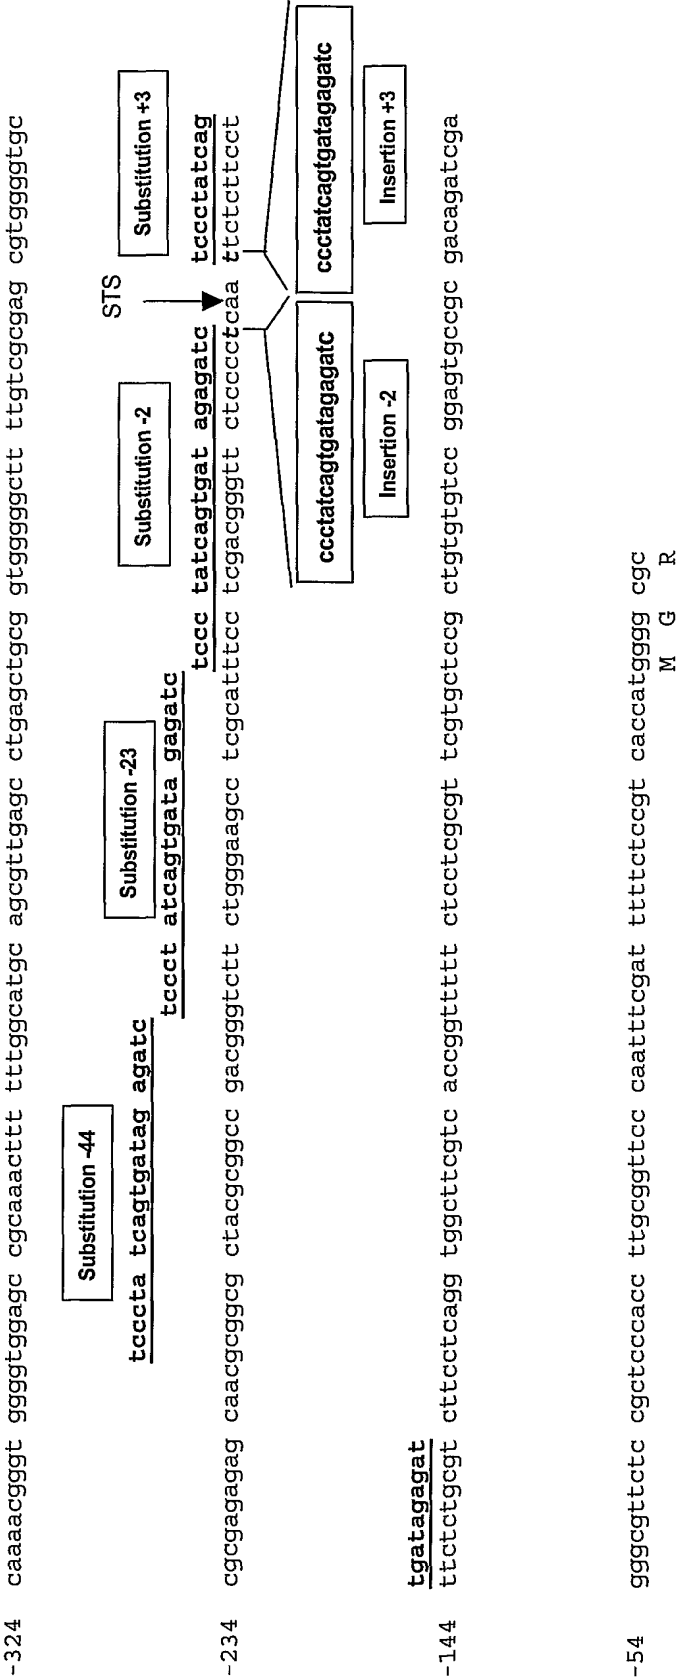 -324 caaaacgggt ggggtggagc cgcaaacttt tttggcatgc agcgttgagc ctgagctgcg gtgggggctt ttgtcgcgag cgtggggtgc
STS
Substitution -44
Substitution -23
Substitution -2
Substitution +3
tcccta tcagtgatag agatc
tccct atcagtgata gagatc
tccc tatcagtgat agagatc
tccctatcag
-234 cgcgagagag caacgcggcg ctacgcggcc gacgggtctt ctgggaagcc tcgcatttcc tcgacgggtt ctcccctcaa ttctcttcct
ccctatcagtgatagagatc
ccctatcagtgatagagatc
Insertion -2
Insertion +3
tgatagagat
-144 ttctctgcgt cttcctcagg tggcttcgtc accggttttt ctcctcgcgt tcgtgctccg ctgtgtgtcc ggagtgccgc gacagatcga
-54 gggcgttctc cgctcccacc ttgcggttcc caatttcgat ttttctccgt caccatgggg cgc
M G R